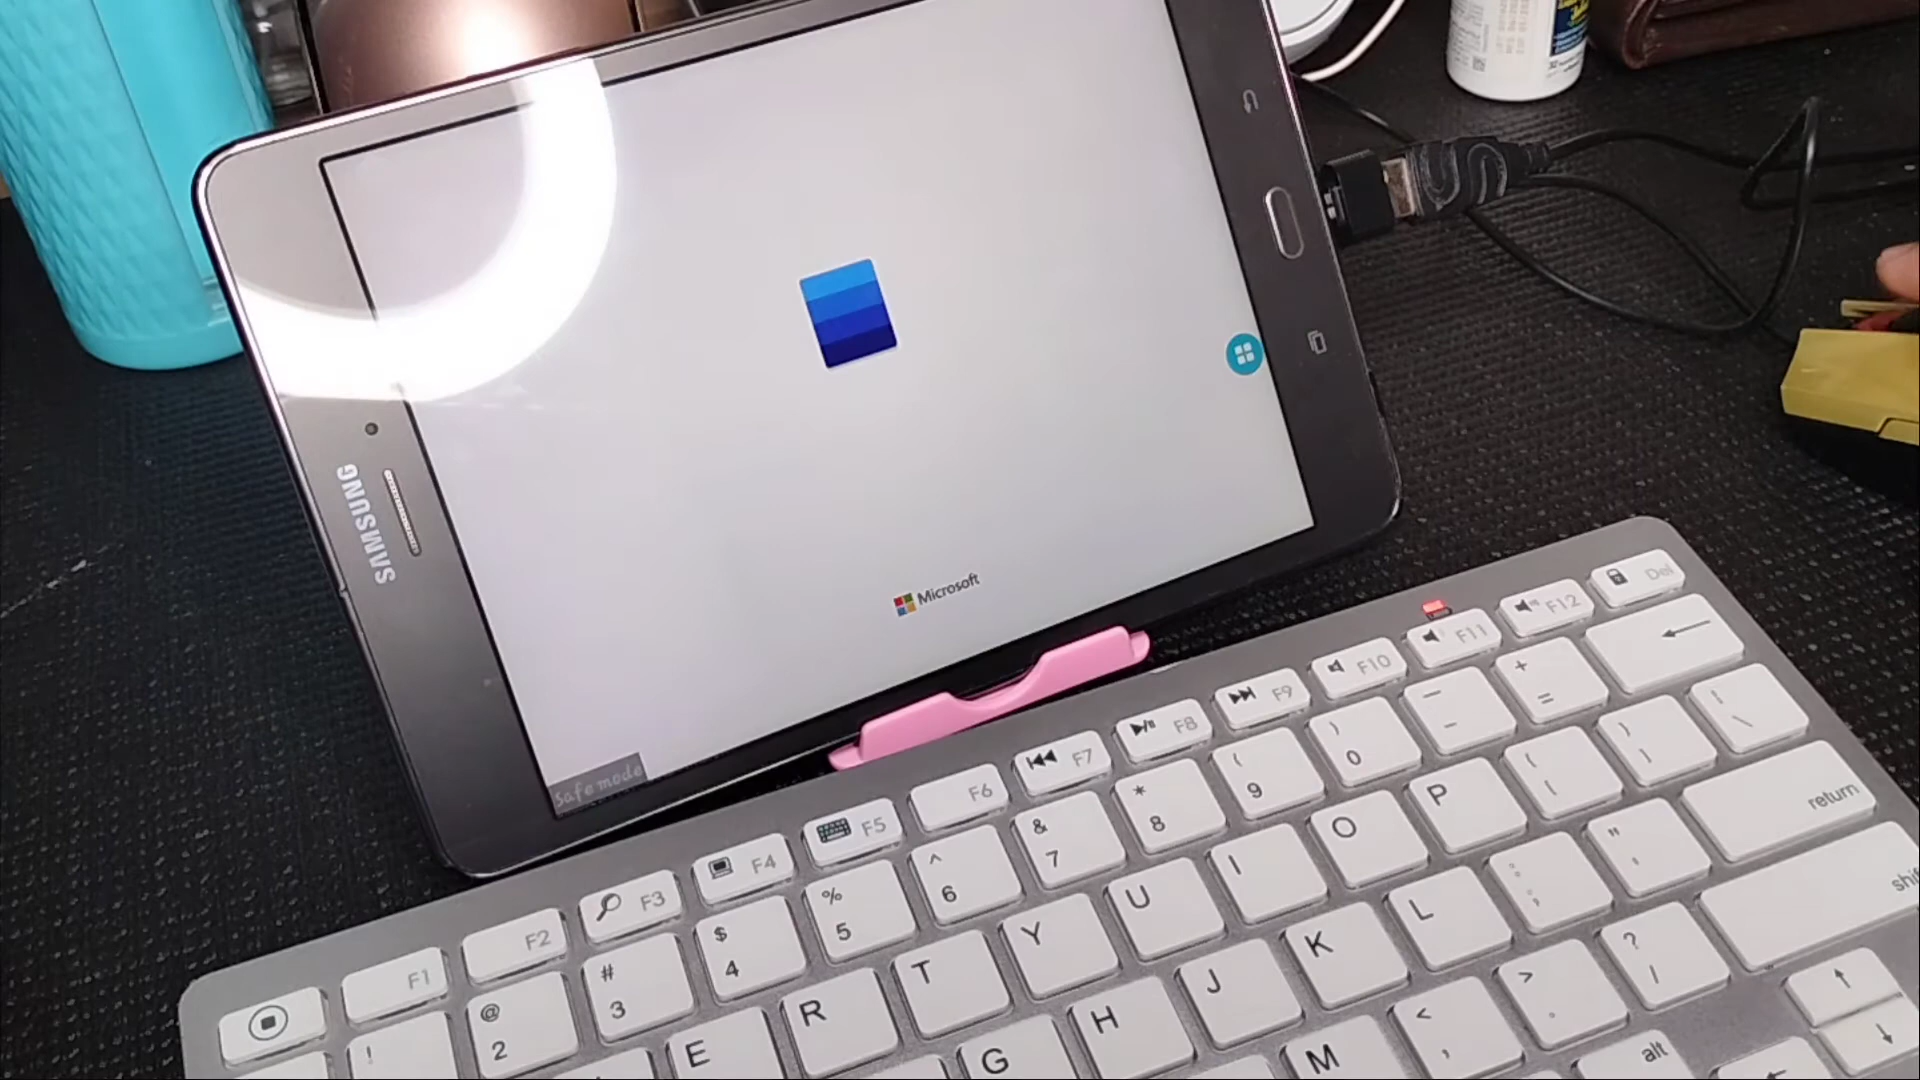 SAMSUNG
Microsoft
Safe mode
F1
F2
F3
F4
F5
F6
F7
F8
F9
F10
F11
F12
Del
!
@ 2
# 3
$ 4
% 5
^ 6
& 7
* 8
( 9
) 0
— -
+ =
E
R
T
Y
U
I
O
P
{ [
} ]
| \
return
G
H
J
K
L
: ;
" '
M
< ,
> .
? /
shift
alt